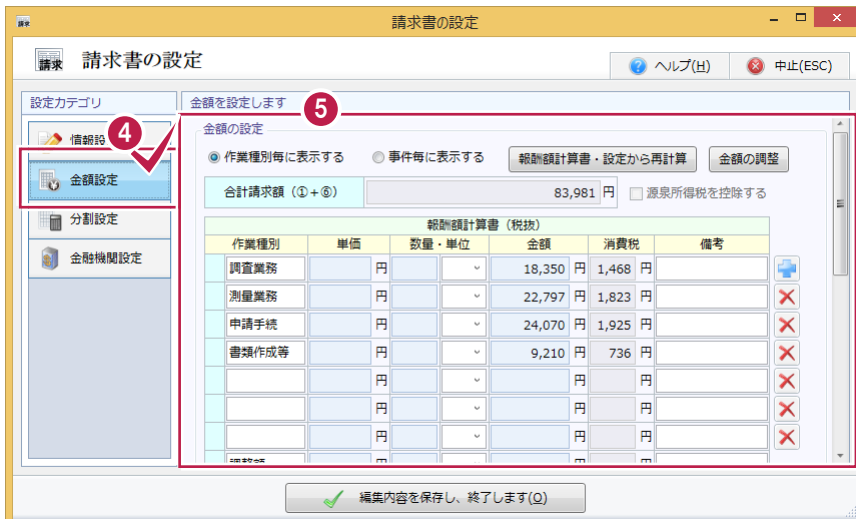 請求
請求書の設定
請求 請求書の設定
ヘルプ(H) 中止(ESC)
設定カテゴリ
金額を設定します
4
5
情報設
金額設定
分割設定
金融機関設定
金額の設定
作業種別毎に表示する 事件毎に表示する 報酬額計算書・設定から再計算 金額の調整
合計請求額(①+⑥) 83,981 円 源泉所得税を控除する
報酬額計算書(税抜)
作業種別 単価 数量・単位 金額 消費税 備考
調査業務 円 18,350 円 1,468 円
測量業務 円 22,797 円 1,823 円
申請手続 円 24,070 円 1,925 円
書類作成等 円 9,210 円 736 円
円 円 円
円 円 円
円 円 円
編集内容を保存し、終了します(O)